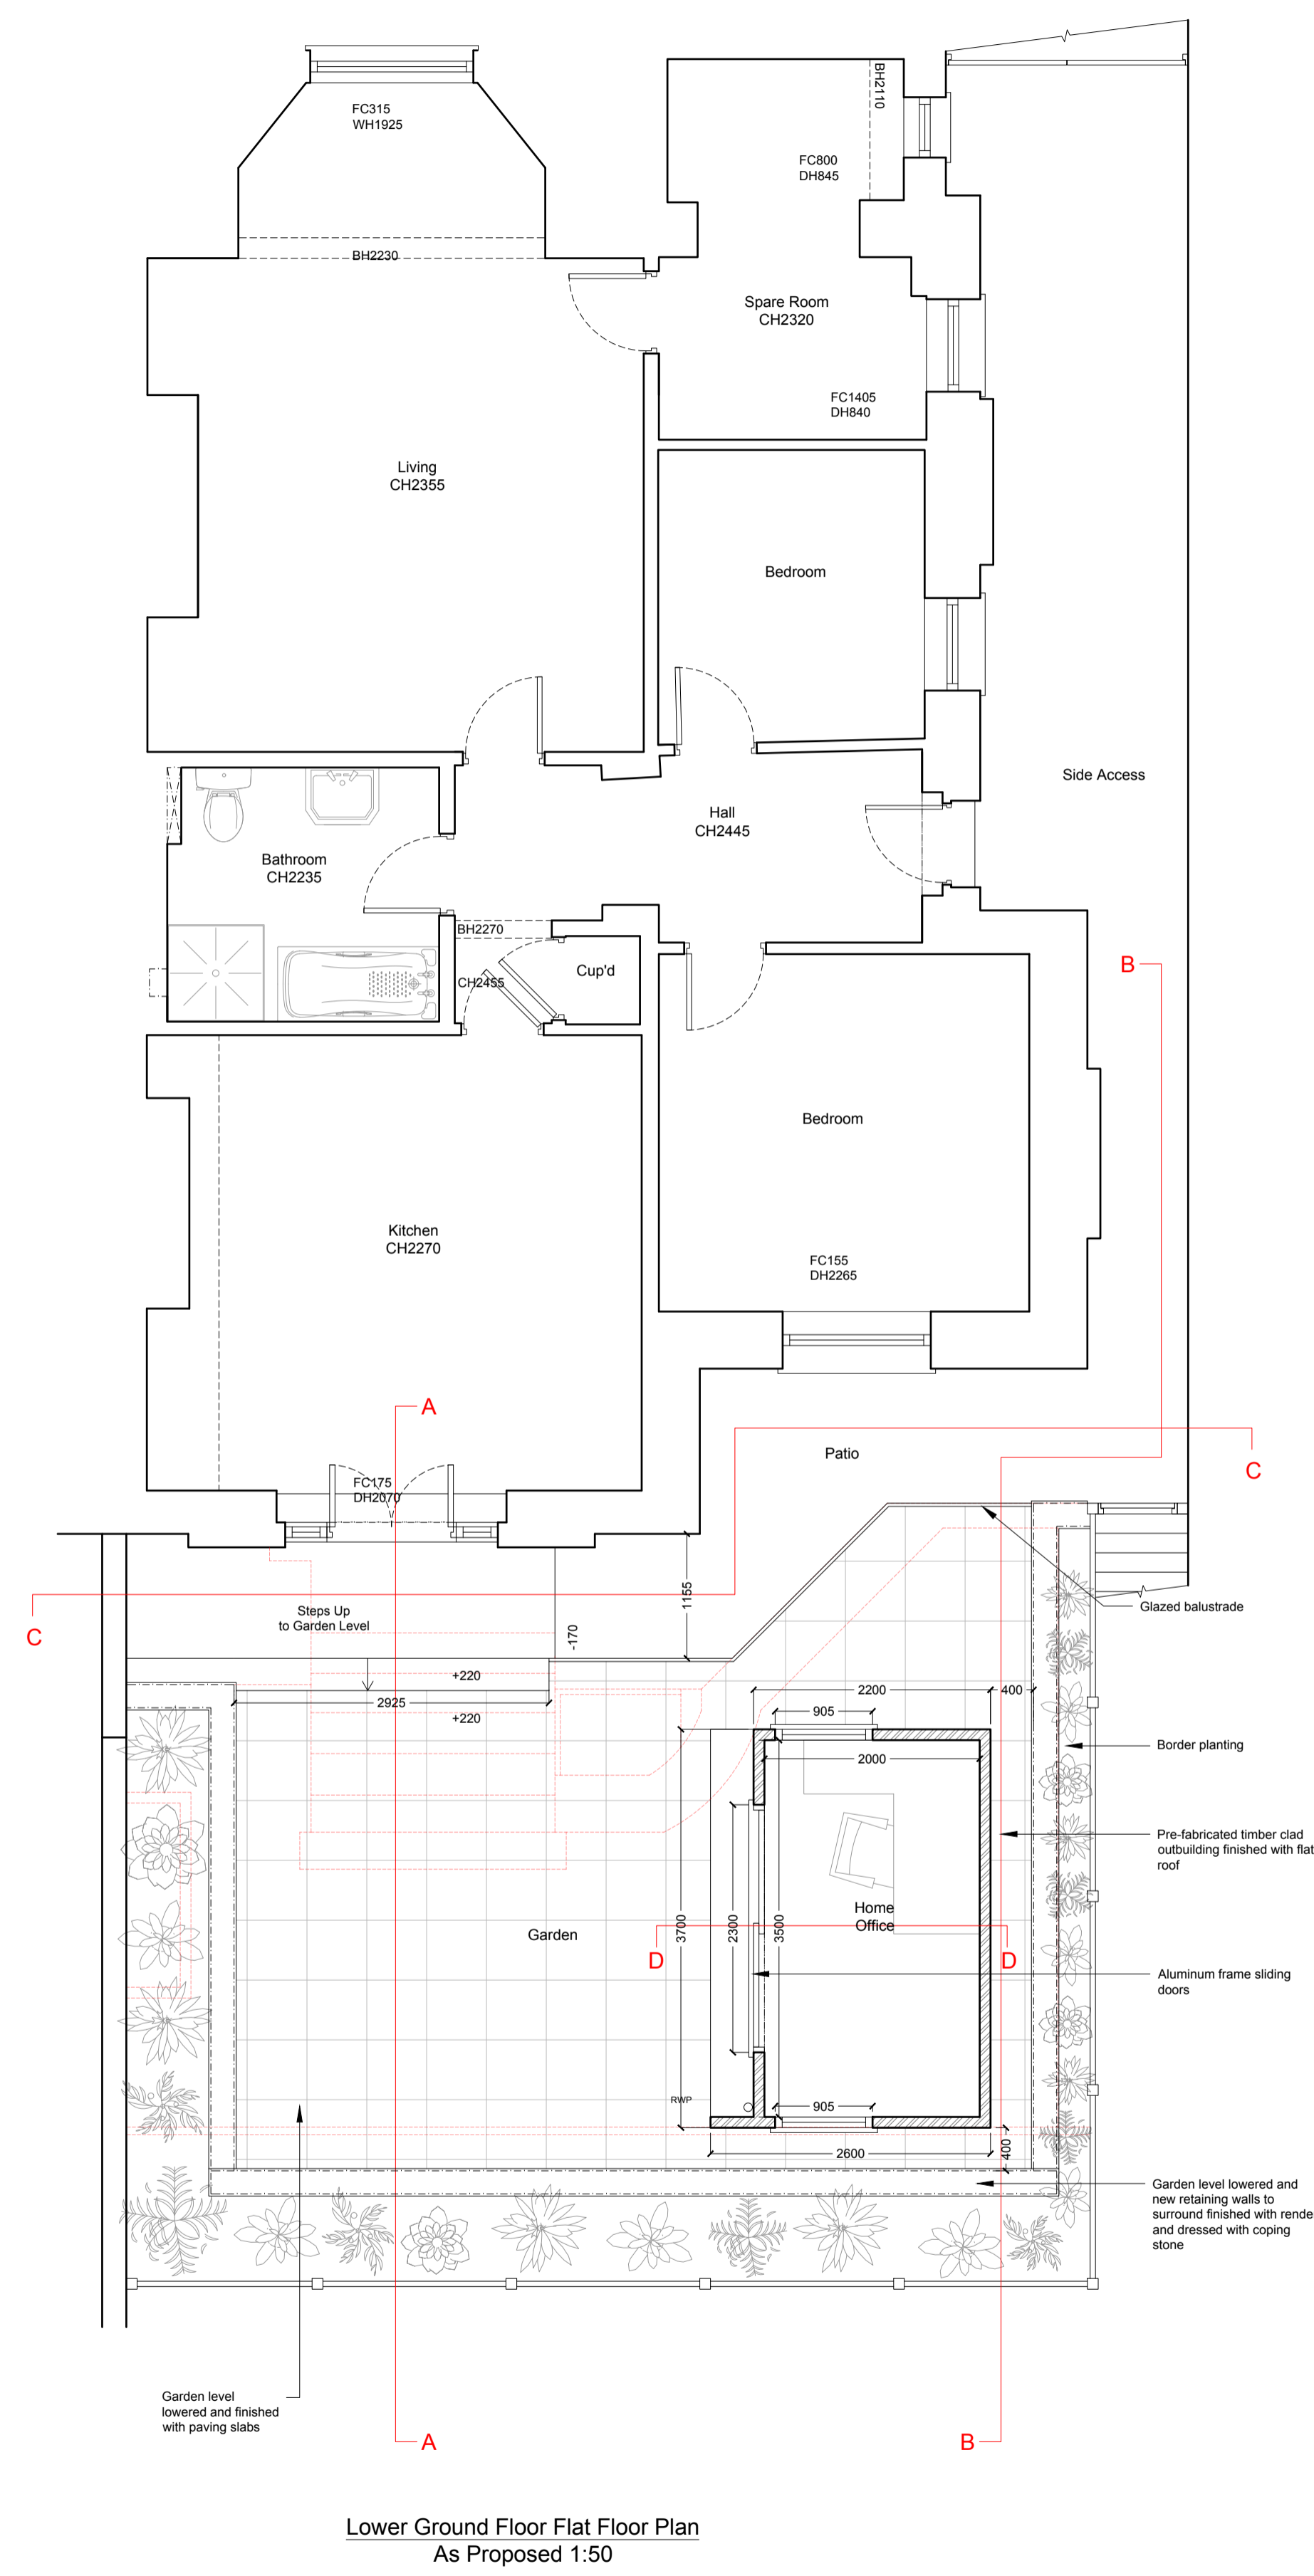 FC315
WH1925
BH2110
FC800
DH845
BH2230
Spare Room
CH2320
FC1405
DH840
Living
CH2355
Bedroom
Side Access
Hall
CH2445
Bathroom
CH2235
BH2270
Cup'd
CH2455
B
Bedroom
Kitchen
CH2270
FC155
DH2265
A
Patio
C
FC175
DH2070
1155
Glazed balustrade
Steps Up
to Garden Level
C
-170
+220
2925
+220
2200
400
905
Border planting
2000
Pre-fabricated timber clad
outbuilding finished with flat
roof
Home
Office
Garden
3700
2300
3500
D
D
Aluminum frame sliding
doors
RWP
905
2600
400
Garden level lowered and
new retaining walls to
surround finished with rende
and dressed with coping
stone
Garden level
lowered and finished
with paving slabs
A
B
Lower Ground Floor Flat Floor Plan
As Proposed 1:50